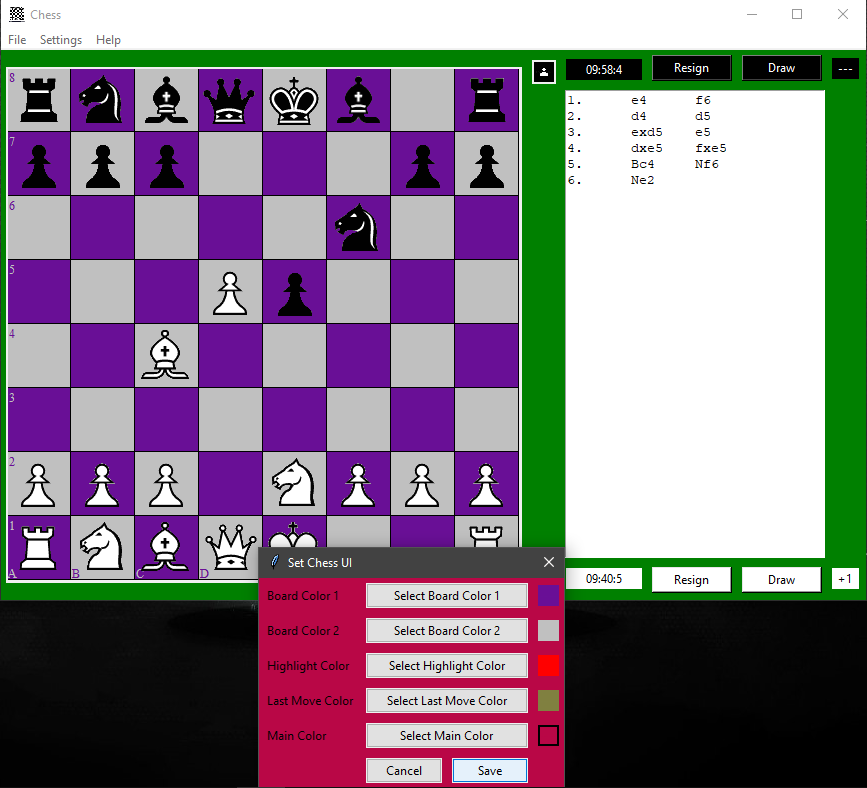 Chess
File Settings Help
8
7
6
5
4
3
2
1
A B C D
09:58:4 Resign Draw ---
1. e4 f6
2. d4 d5
3. exd5 e5
4. dxe5 fxe5
5. Bc4 Nf6
6. Ne2
09:40:5 Resign Draw +1
Set Chess UI
Board Color 1 Select Board Color 1
Board Color 2 Select Board Color 2
Highlight Color Select Highlight Color
Last Move Color Select Last Move Color
Main Color Select Main Color
Cancel Save